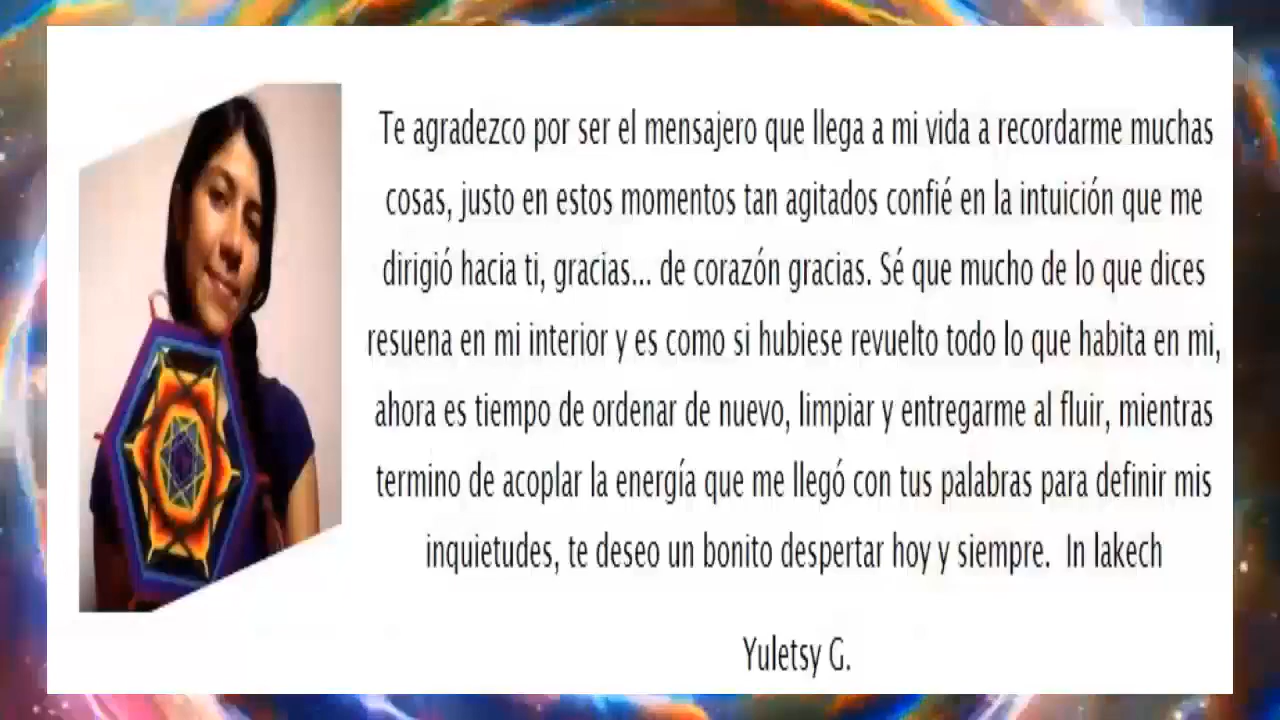 Te agradezco por ser el mensajero que llega a mi vida a recordarme muchas
cosas, justo en estos momentos tan agitados confié en la intuición que me
dirigió hacia ti, gracias... de corazón gracias. Sé que mucho de lo que dices
resuena en mi interior y es como si hubiese revuelto todo lo que habita en mi,
ahora es tiempo de ordenar de nuevo, limpiar y entregarme al fluir, mientras
termino de acoplar la energía que me llegó con tus palabras para definir mis
inquietudes, te deseo un bonito despertar hoy y siempre. In lakech
Yuletsy G.